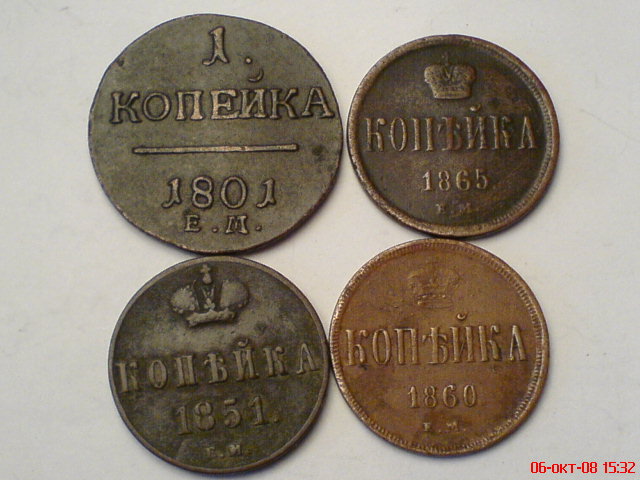 1.
КОПЕЙКА
1801
Е.М.
КОПѢЙКА
1865.
Е.М.
КОПѢЙКА
1851.
Е.М.
КОПѢЙКА
1860
Е.М.
06-окт-08 15:32